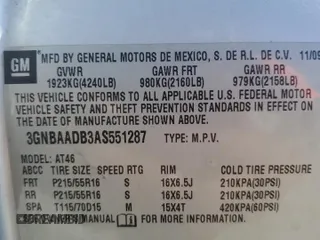 GM
*MFD BY GENERAL MOTORS DE MEXICO, S. DE R.L. DE C.V. 11/09
GVWR GAWR FRT GAWR RR
1923KG(4240LB) 980KG(2160LB) 979KG(2158LB)
THIS VEHICLE CONFORMS TO ALL APPLICABLE U.S. FEDERAL MOTOR
VEHICLE SAFETY AND THEFT PREVENTION STANDARDS IN EFFECT ON
THE DATE OF MANUFACTURE SHOWN ABOVE.
3GNBAADB3AS551287 TYPE: M.P.V.
MODEL: AT46
ABCC TIRE SIZE SPEED RTG RIM COLD TIRE PRESSURE
FRT P215/55R16 S 16X6.5J 210KPA(30PSI)
RR P215/55R16 S 16X6.5J 210KPA(30PSI)
SPA T115/70D15 M 15X4T 420KPA(60PSI)
MANUAL FOR MORE INFORMATION.